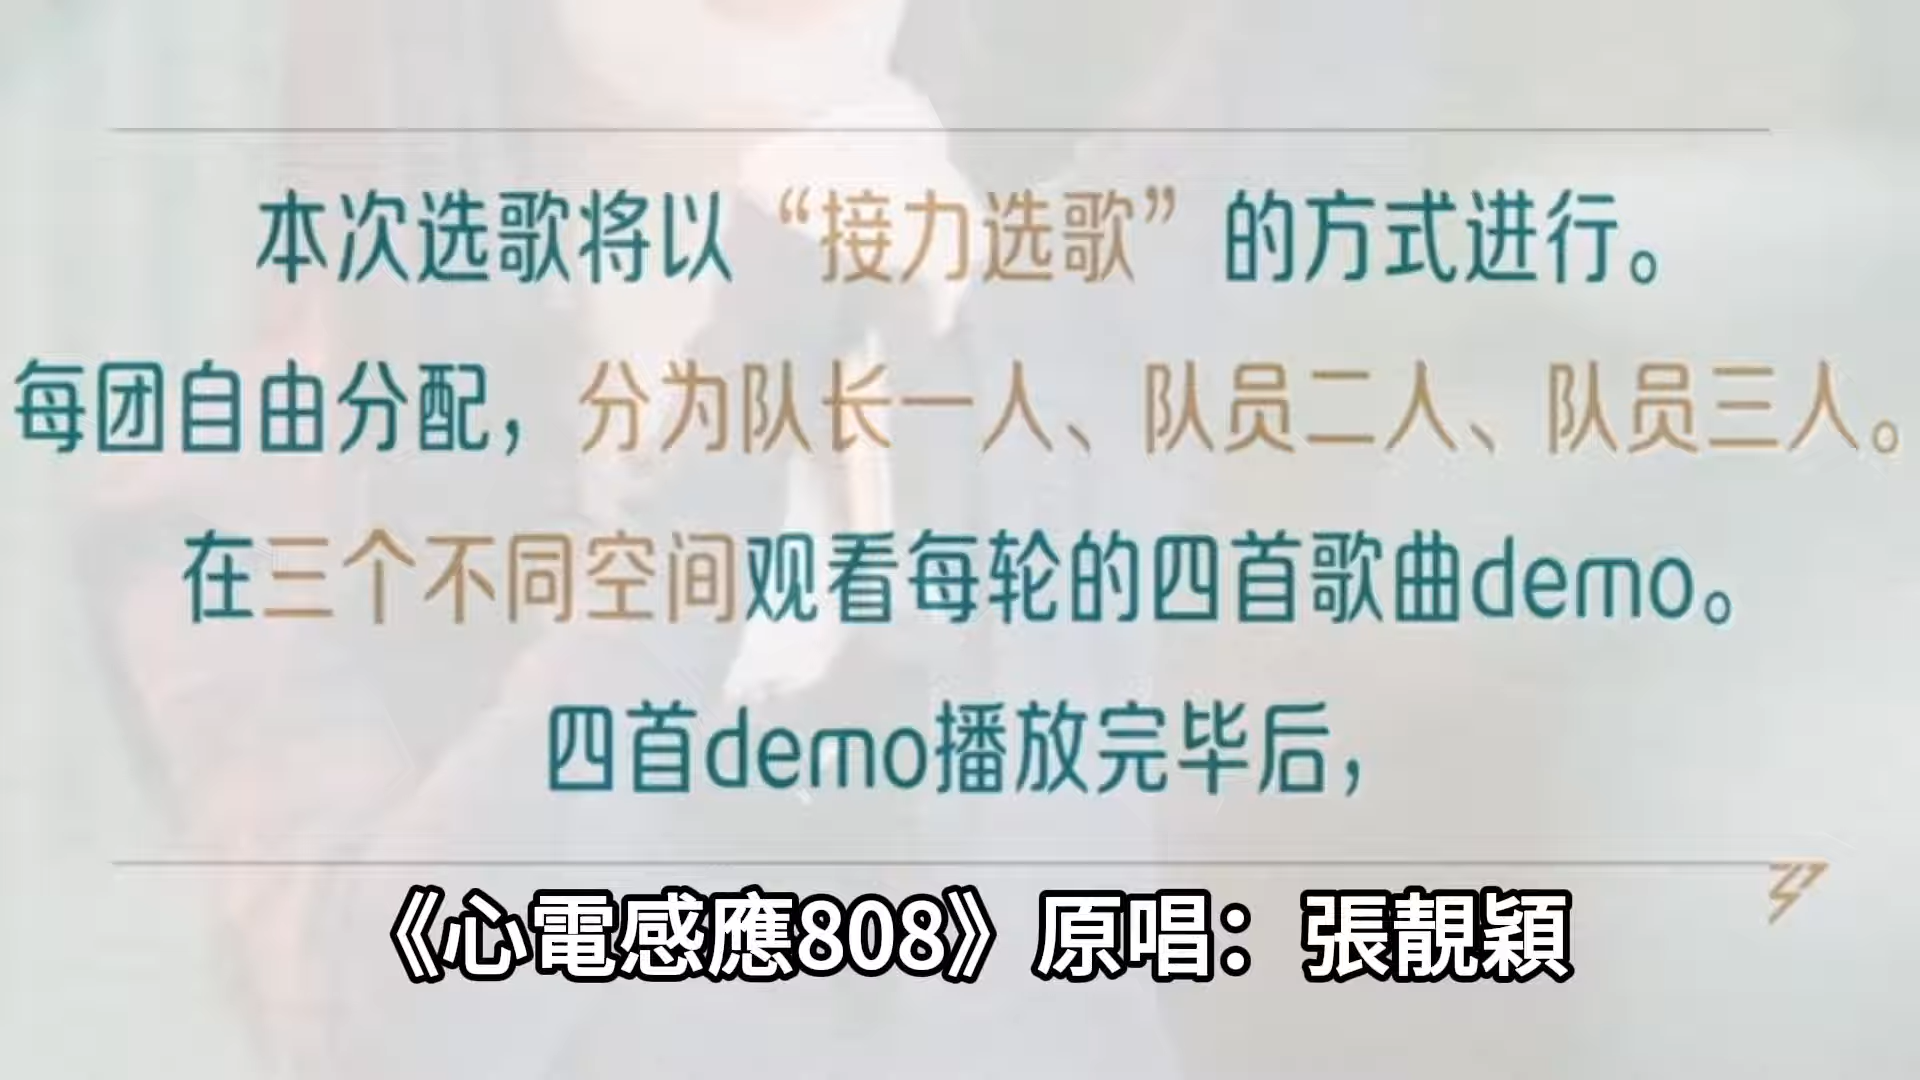 本次选歌将以“接力选歌”的方式进行。
每团自由分配，分为队长一人、队员二人、队员三人。
在三个不同空间观看每轮的四首歌曲demo。
四首demo播放完毕后，
《心電感應808》原唱：張靚穎